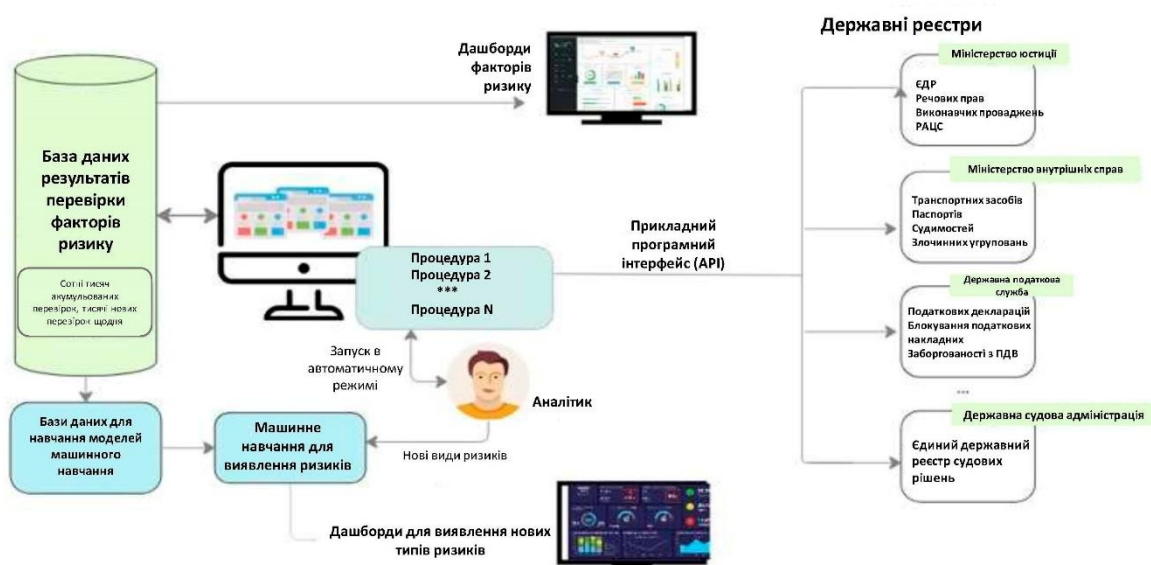 Державні реєстри
Дашборди
факторів
ризику
База даних
результатів
перевірки
факторів
ризику
Сотні тисяч
акумульованих
перевірок, тисячі нових
перевірок щодня
Процедура 1
Процедура 2
***
Процедура N
Прикладний
програмний
інтерфейс (API)
Міністерство юстиції
ЄДР
Речових прав
Виконавчих проваджень
РАЦС
Міністерство внутрішніх справ
Транспортних засобів
Паспортів
Судимостей
Злочинних угруповань
Державна податкова
служба
Податкових декларацій
Блокування податкових
накладних
Заборгованості з ПДВ
...
Державна судова адміністрація
Єдиний державний
реєстр судових
рішень
Запуск в
автоматичному
режимі
Аналітик
Бази даних для
навчання моделей
машинного
навчання
Машинне
навчання для
виявлення ризиків
Нові види ризиків
Дашборди для виявлення нових
типів ризиків